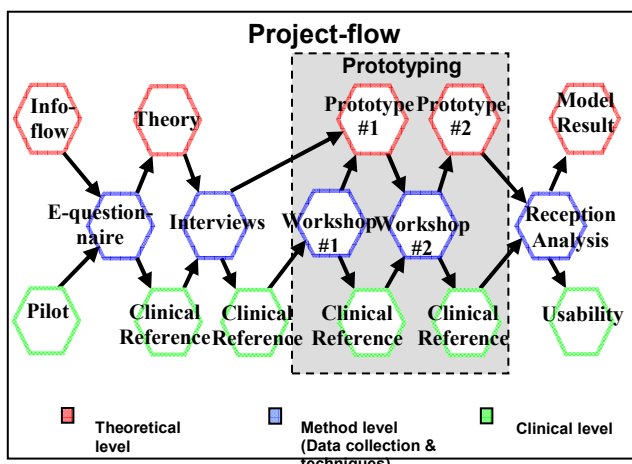 Project-flow
Prototyping
Info-
flow
Theory
Prototype
#1
Prototype
#2
Model
Result
E-question-
naire
Interviews
Workshop
#1
Workshop
#2
Reception
Analysis
Pilot
Clinical
Reference
Clinical
Reference
Clinical
Reference
Clinical
Reference
Usability
Theoretical
level
Method level
(Data collection &
techniques)
Clinical level